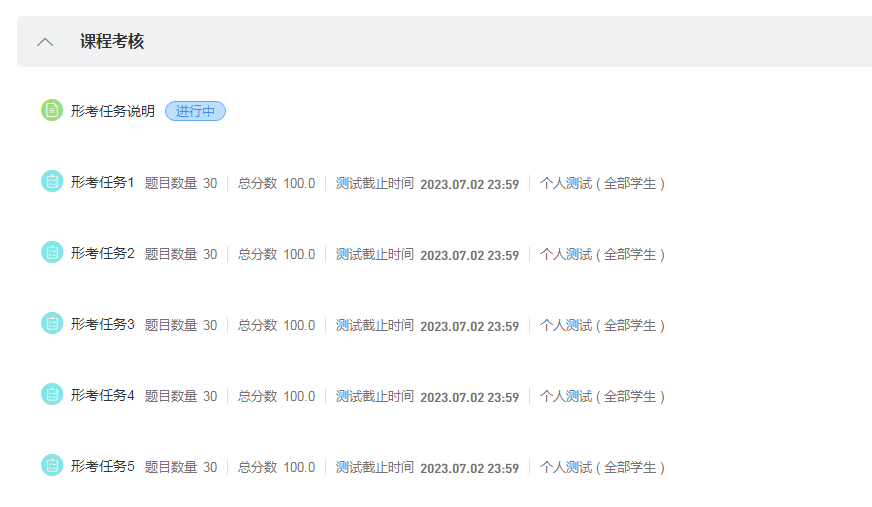 课程考核
形考任务说明 进行中
形考任务1 题目数量 30 总分数 100.0 测试截止时间 2023.07.02 23:59 个人测试 ( 全部学生 )
形考任务2 题目数量 30 总分数 100.0 测试截止时间 2023.07.02 23:59 个人测试 ( 全部学生 )
形考任务3 题目数量 30 总分数 100.0 测试截止时间 2023.07.02 23:59 个人测试 ( 全部学生 )
形考任务4 题目数量 30 总分数 100.0 测试截止时间 2023.07.02 23:59 个人测试 ( 全部学生 )
形考任务5 题目数量 30 总分数 100.0 测试截止时间 2023.07.02 23:59 个人测试 ( 全部学生 )